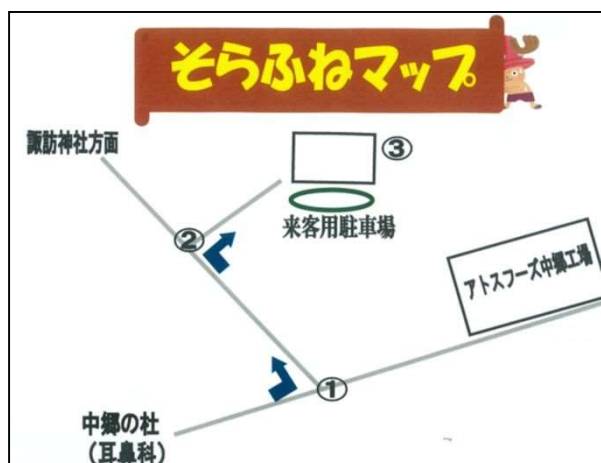 そらふねマップ
諏訪神社方面
③
来客用駐車場
②
アトスフーズ中郷工場
①
中郷の杜
（耳鼻科）